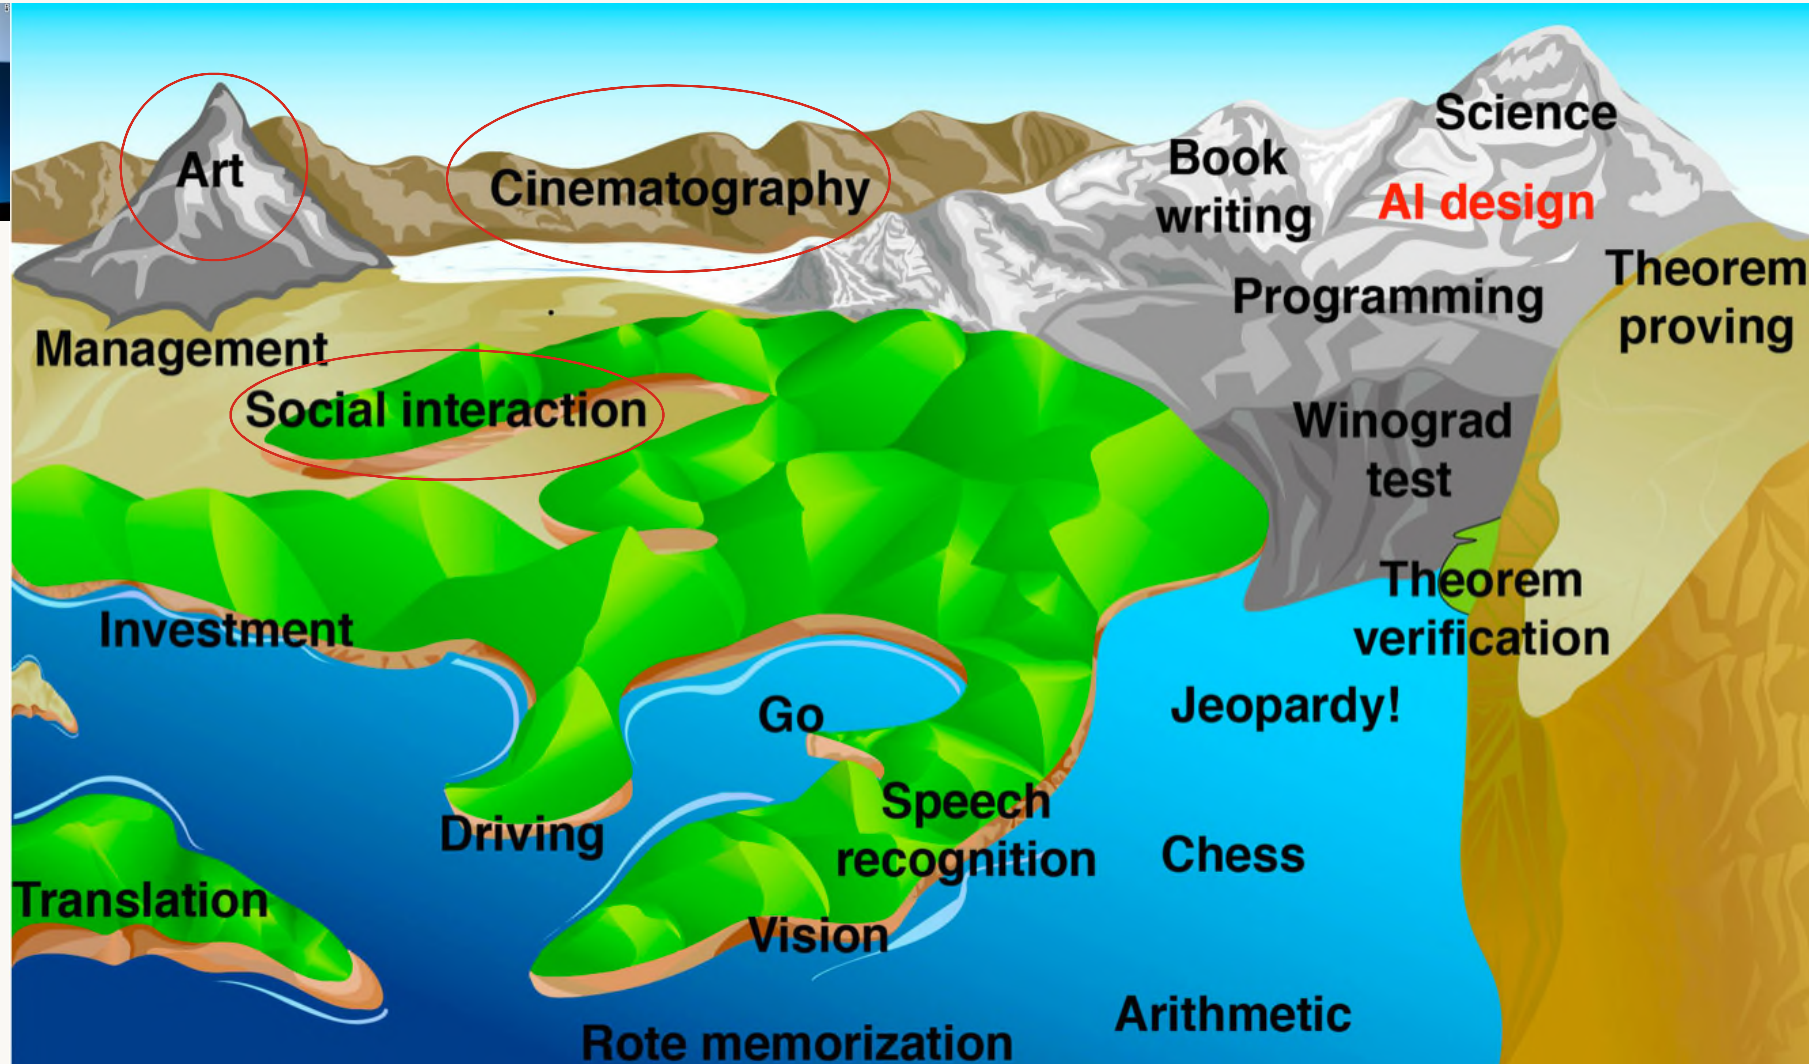 Science
Art
Cinematography
Book
writing
AI design
Theorem
proving
Programming
Management
Social interaction
Winograd
test
Investment
Theorem
verification
Go
Jeopardy!
Speech
recognition
Driving
Chess
Translation
Vision
Arithmetic
Rote memorization